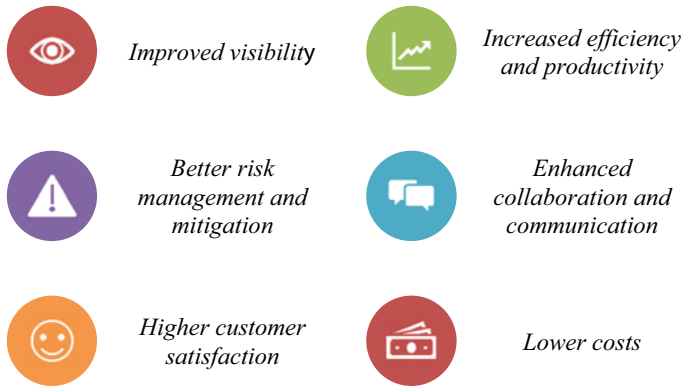 Improved visibility
Increased efficiency
and productivity
Better risk
management and
mitigation
Enhanced
collaboration and
communication
Higher customer
satisfaction
Lower costs